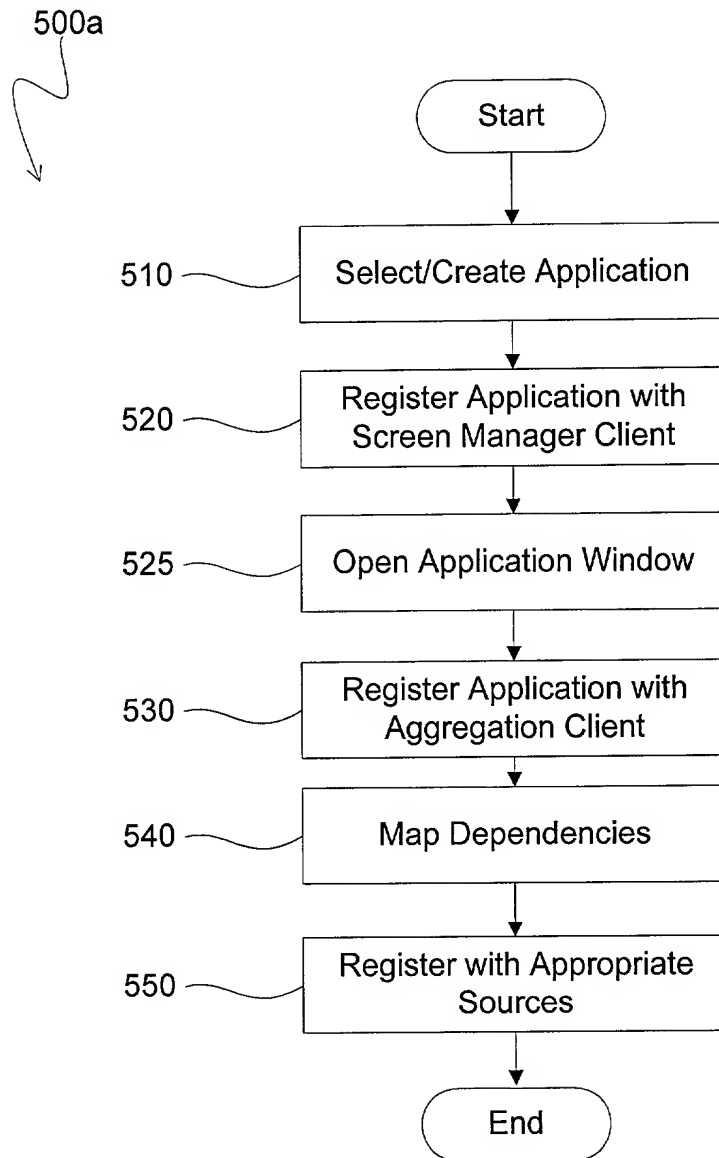 500a
Start
510
Select/Create Application
520
Register Application with
Screen Manager Client
525
Open Application Window
530
Register Application with
Aggregation Client
540
Map Dependencies
550
Register with Appropriate
Sources
End